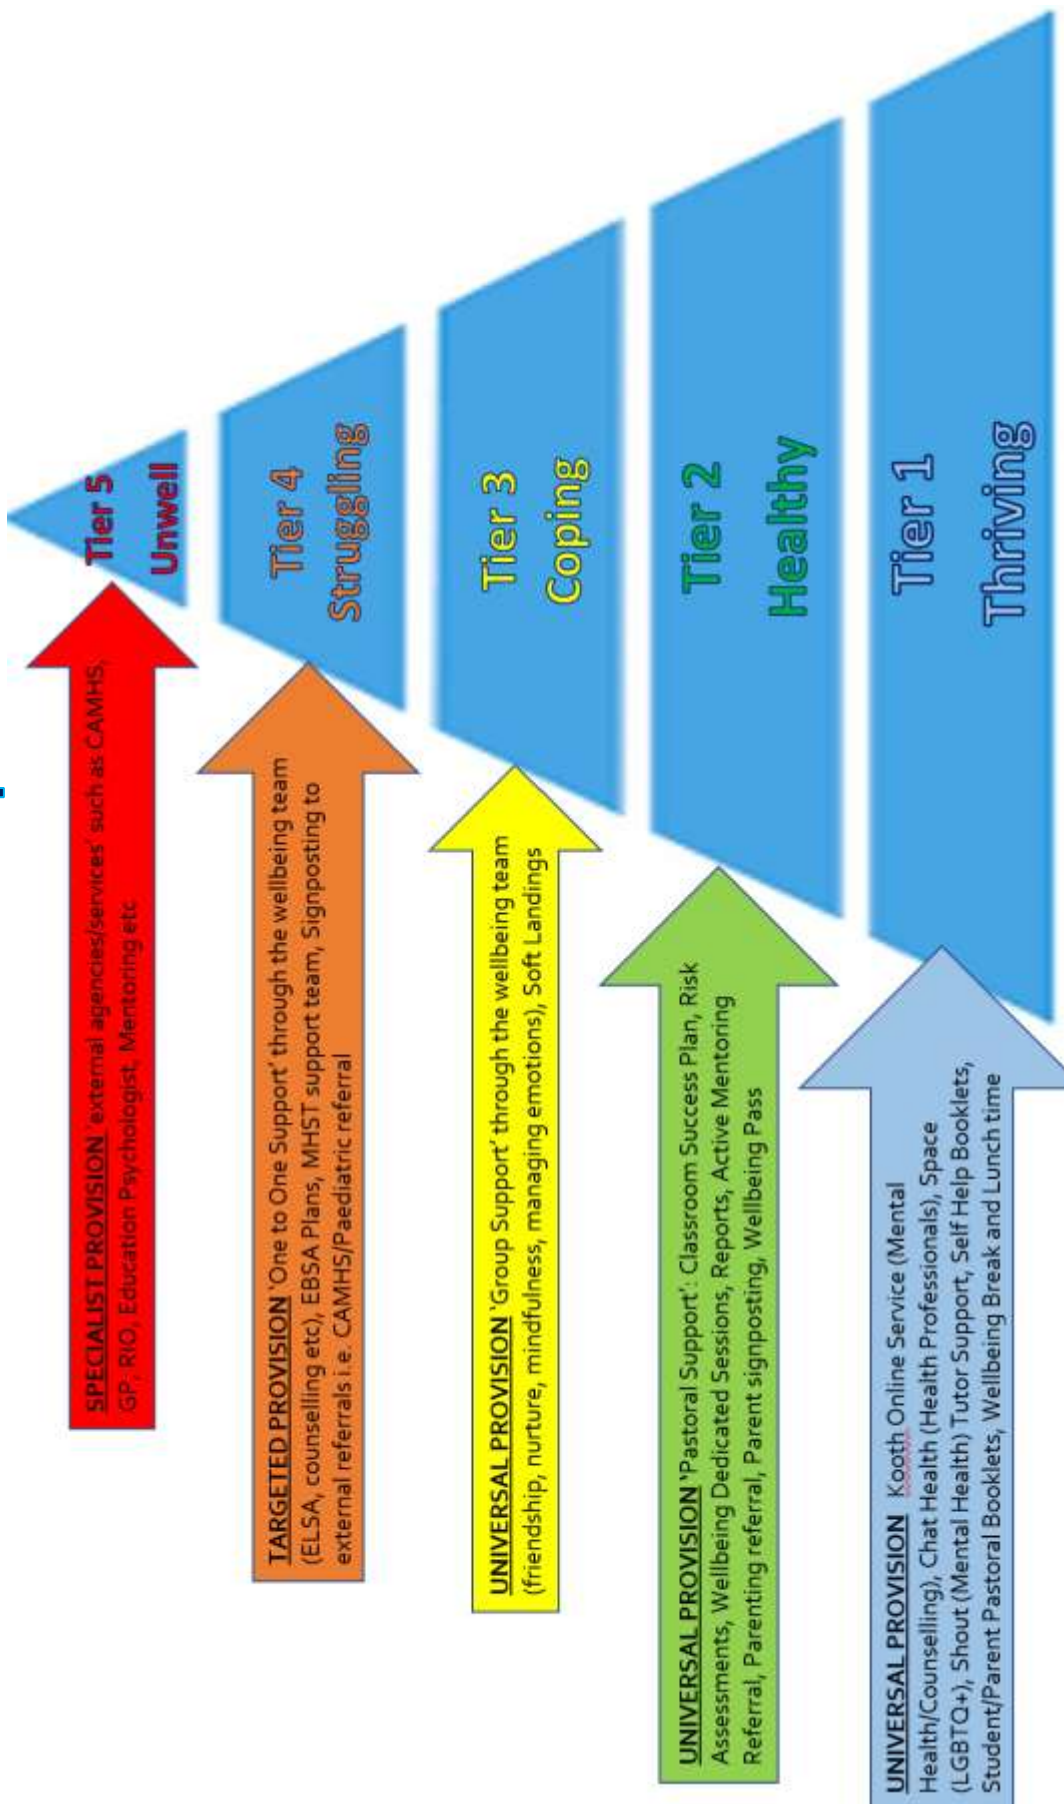 Tier 5
Unwell
SPECIALIST PROVISION 'external agencies/services' such as CAMHS,
GP, RIO, Education Psychologist, Mentoring etc
Tier 4
Struggling
TARGETED PROVISION 'One to One Support' through the wellbeing team
(ELSA, counselling etc), EBSA Plans, MHST support team, Signposting to
external referrals i.e. CAMHS/Paediatric referral
Tier 3
Coping
UNIVERSAL PROVISION 'Group Support' through the wellbeing team
(friendship, nurture, mindfulness, managing emotions), Soft Landings
Tier 2
Healthy
UNIVERSAL PROVISION 'Pastoral Support': Classroom Success Plan, Risk
Assessments, Wellbeing Dedicated Sessions, Reports, Active Mentoring
Referral, Parenting referral, Parent signposting, Wellbeing Pass
Tier 1
Thriving
UNIVERSAL PROVISION Kooth Online Service (Mental
Health/Counselling), Chat Health (Health Professionals), Space
(LGBTQ+), Shout (Mental Health) Tutor Support, Self Help Booklets,
Student/Parent Pastoral Booklets, Wellbeing Break and Lunch time